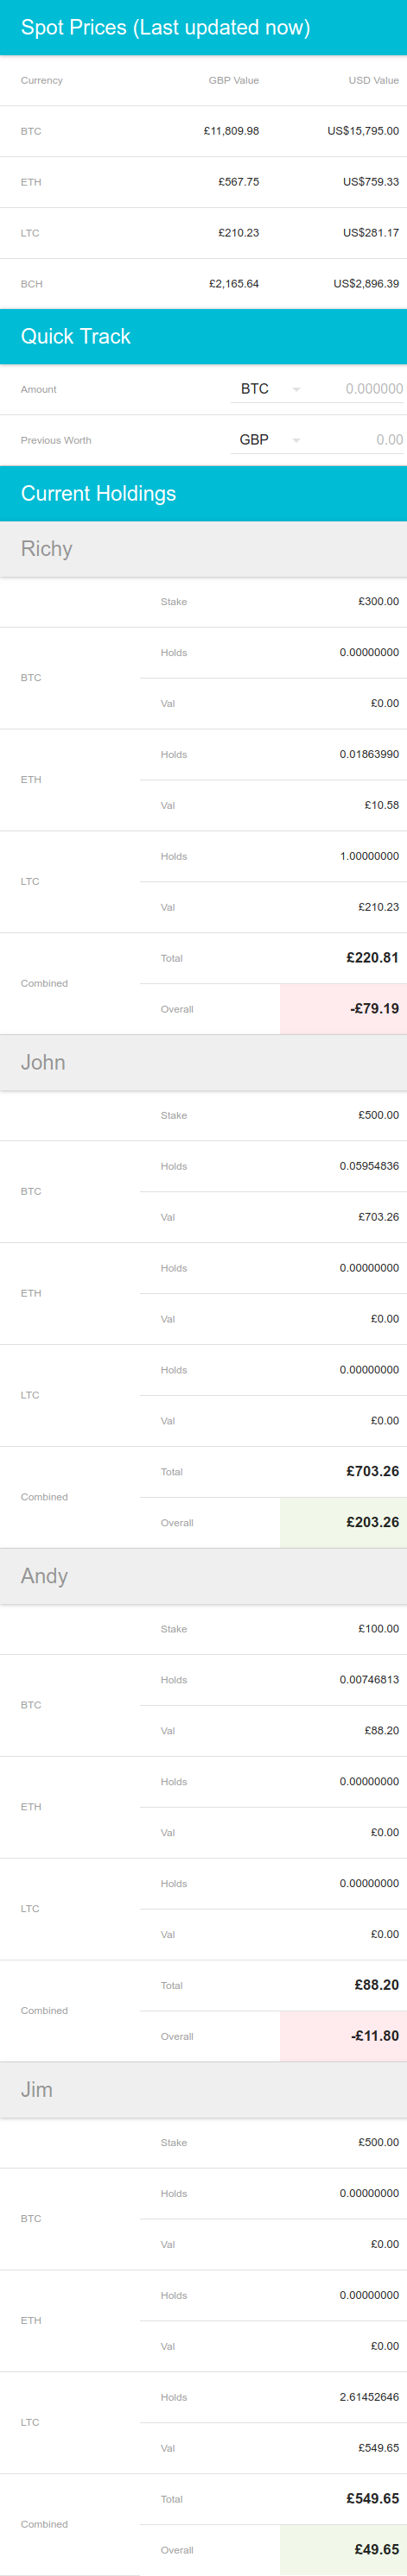 Spot Prices (Last updated now)
Currency GBP Value USD Value
BTC £11,809.98 US$15,795.00
ETH £567.75 US$759.33
LTC £210.23 US$281.17
BCH £2,165.64 US$2,896.39
Quick Track
Amount BTC 0.000000
Previous Worth GBP 0.00
Current Holdings
Richy
Stake £300.00
Holds 0.00000000
BTC
Val £0.00
Holds 0.01863990
ETH
Val £10.58
Holds 1.00000000
LTC
Val £210.23
Total £220.81
Combined
Overall -£79.19
John
Stake £500.00
Holds 0.05954836
BTC
Val £703.26
Holds 0.00000000
ETH
Val £0.00
Holds 0.00000000
LTC
Val £0.00
Total £703.26
Combined
Overall £203.26
Andy
Stake £100.00
Holds 0.00746813
BTC
Val £88.20
Holds 0.00000000
ETH
Val £0.00
Holds 0.00000000
LTC
Val £0.00
Total £88.20
Combined
Overall -£11.80
Jim
Stake £500.00
Holds 0.00000000
BTC
Val £0.00
Holds 0.00000000
ETH
Val £0.00
Holds 2.61452646
LTC
Val £549.65
Total £549.65
Combined
Overall £49.65